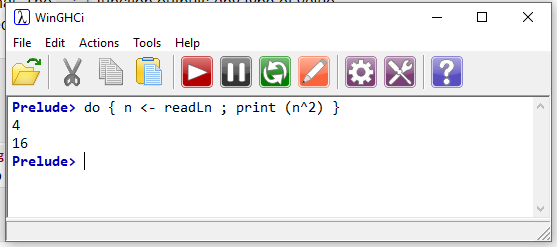 WinGHCi
File Edit Actions Tools Help
Prelude> do { n <- readLn ; print (n^2) }
4
16
Prelude>